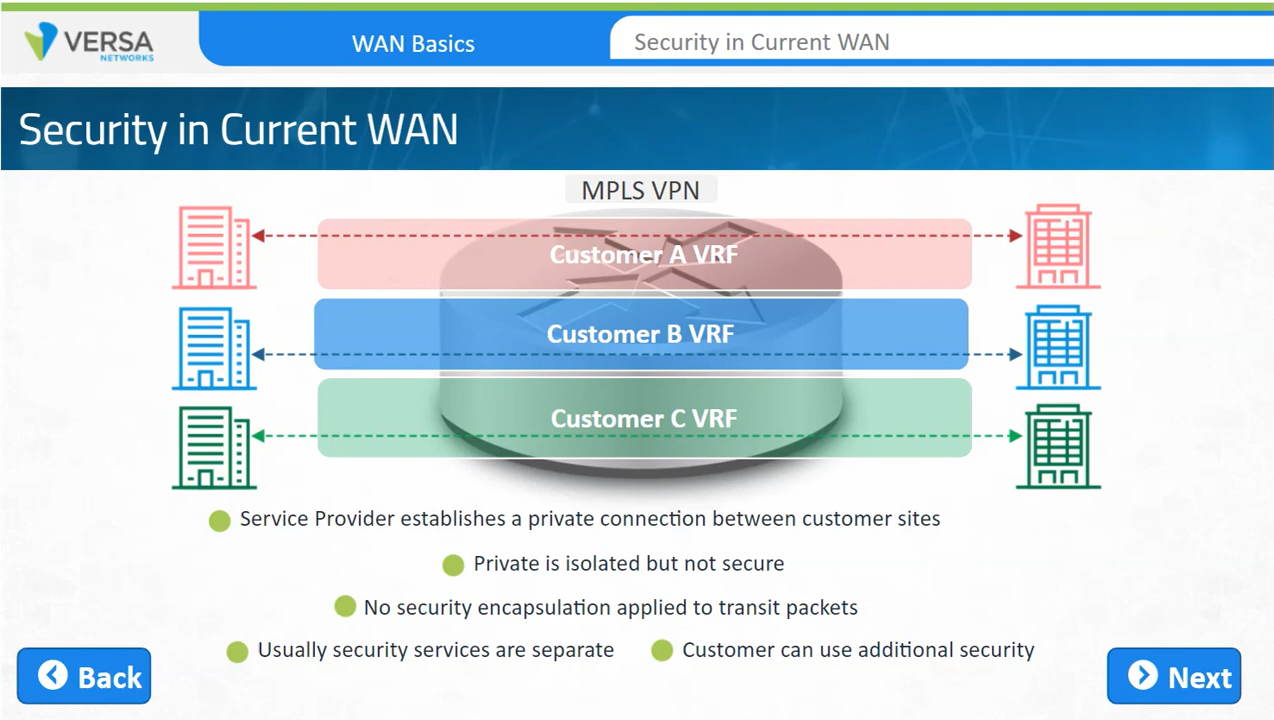 VERSA
NETWORKS
WAN Basics
Security in Current WAN
Security in Current WAN
MPLS VPN
Customer A VRF
Customer B VRF
Customer C VRF
Service Provider establishes a private connection between customer sites
Private is isolated but not secure
No security encapsulation applied to transit packets
Usually security services are separate
Customer can use additional security
Back
Next